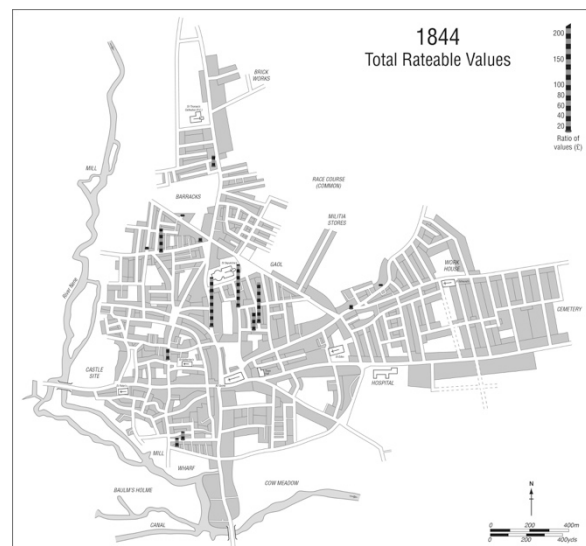 1844
Total Rateable Values
200
150
100
80
60
40
20
Ratio of
values (£)
BRICK
WORKS
MILL
RACE COURSE
(COMMON)
BARRACKS
MILITIA
STORES
GAOL
WORK
HOUSE
CEMETERY
CASTLE
SITE
HOSPITAL
MILL
WHARF
COW MEADOW
BAULM'S HOLME
CANAL
N
0 200 400m
0 200 400yds